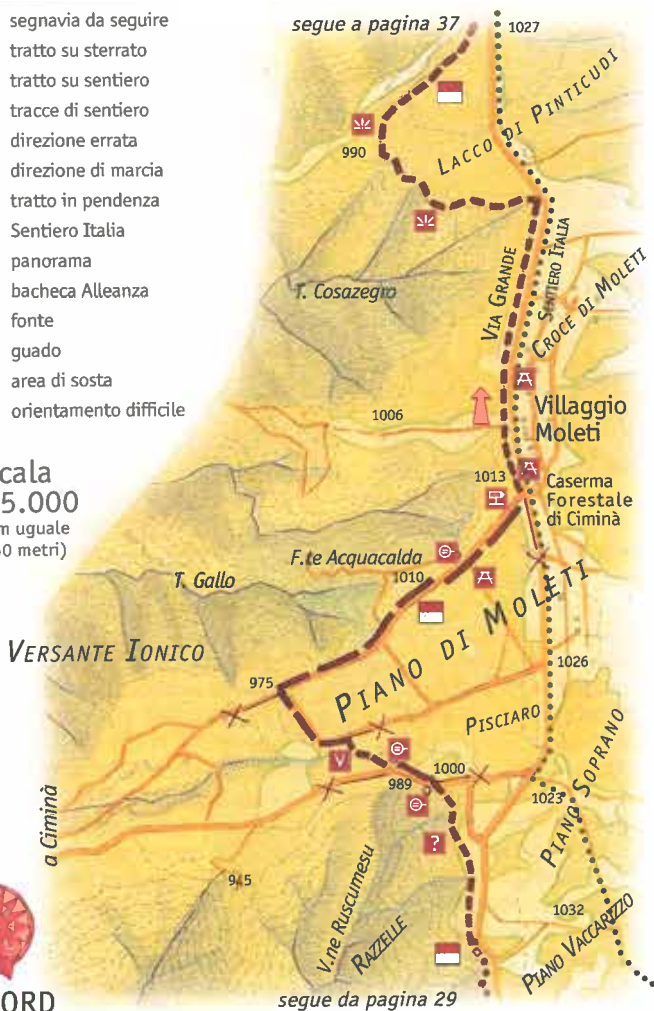 segnavia da seguire
tratto su sterrato
tratto su sentiero
tracce di sentiero
direzione errata
direzione di marcia
tratto in pendenza
Sentiero Italia
panorama
bacheca Alleanza
fonte
guado
area di sosta
orientamento difficile
cala
5.000
m uguale
0 metri)
ORD
segue a pagina 37
1027
LACCO DI PINTICUDI
990
VIA GRANDE
SENTIERO ITALIA
CROCE DI MOLETI
T. Cosazegro
1006
Villaggio
Moleti
1013
Caserma
Forestale
di Ciminà
F.te Acquacalda
1010
T. Gallo
VERSANTE IONICO
PIANO DI MOLETI
975
1026
PISCIARO
V
989
1000
1023
PIANO SOPRANO
a Ciminà
?
945
V.ne Ruscumesu
RAZZELLE
1032
PIANO VACCARIZZO
segue da pagina 29